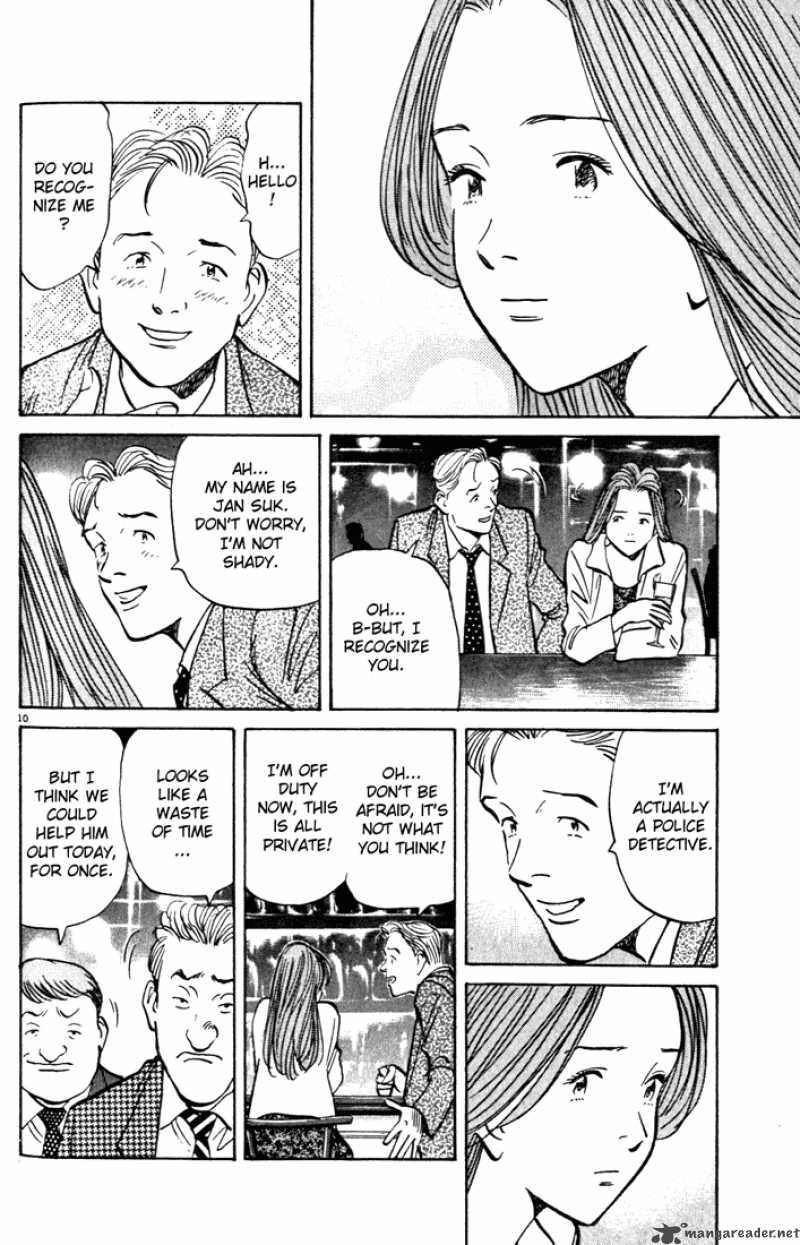 H...
HELLO
!
DO YOU
RECOG-
NIZE ME
?
OH...
B-BUT, I
RECOGNIZE
YOU.
AH...
MY NAME IS
JAN SUK.
DON'T WORRY,
I'M NOT
SHADY.
10
I'M
ACTUALLY
A POLICE
DETECTIVE.
OH...
DON'T BE
AFRAID, IT'S
NOT WHAT
YOU THINK!
I'M OFF
DUTY
NOW, THIS
IS ALL
PRIVATE!
LOOKS
LIKE A
WASTE
OF TIME
...
BUT I
THINK WE
COULD
HELP HIM
OUT TODAY,
FOR ONCE.
mangareader.net